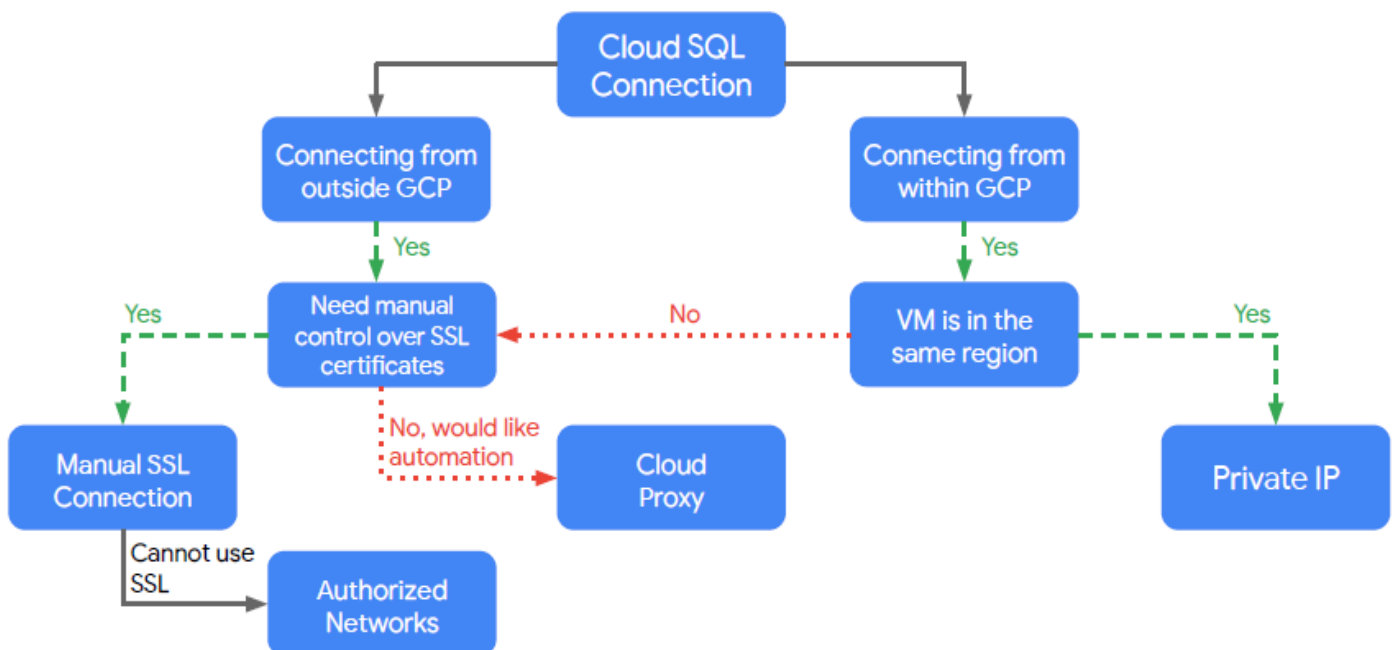 Cloud SQL
Connection
Connecting from
outside GCP
Connecting from
within GCP
Yes
Yes
Yes
Need manual
control over SSL
certificates
No
VM is in the
same region
Yes
No, would like
automation
Manual SSL
Connection
Cloud
Proxy
Private IP
Cannot use
SSL
Authorized
Networks